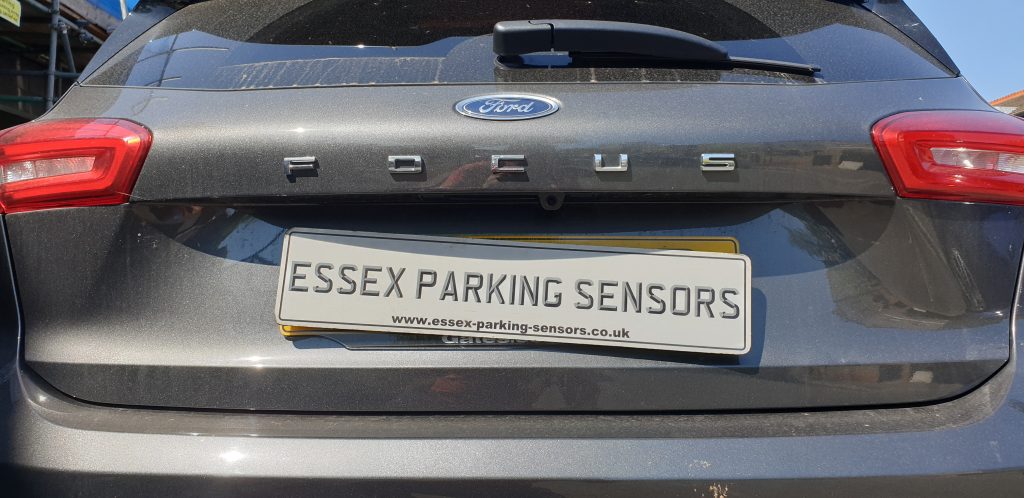 Ford
FOCUS
ESSEX PARKING SENSORS
www.essex-parking-sensors.co.uk